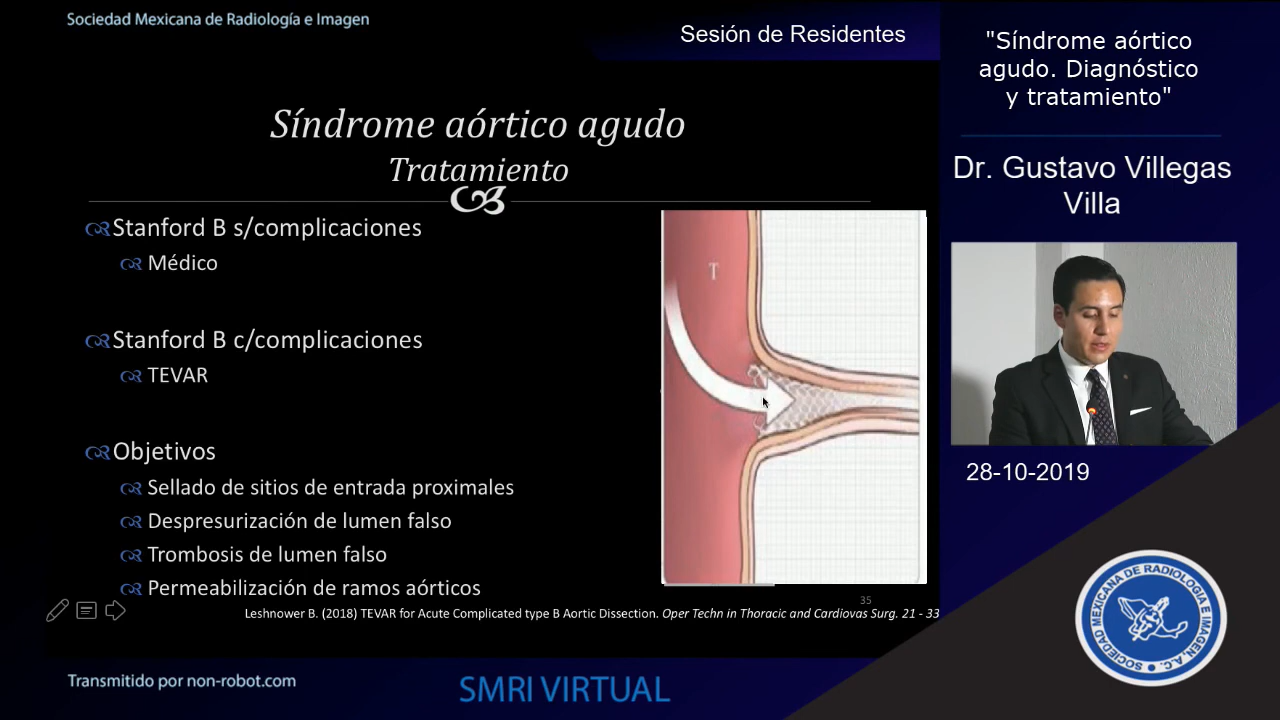 Sociedad Mexicana de Radiología e Imagen
Sesión de Residentes
"Síndrome aórtico
agudo. Diagnóstico
y tratamiento"
Dr. Gustavo Villegas
Villa
28-10-2019
Síndrome aórtico agudo
Tratamiento
Stanford B s/complicaciones
Médico
Stanford B c/complicaciones
TEVAR
Objetivos
Sellado de sitios de entrada proximales
Despresurización de lumen falso
Trombosis de lumen falso
Permeabilización de ramos aórticos
T
35
Leshnower B. (2018) TEVAR for Acute Complicated type B Aortic Dissection. Oper Techn in Thoracic and Cardiovas Surg. 21 - 33
SOCIEDAD MEXICANA DE RADIOLOGIA E IMAGEN, A.C.
Transmitido por non-robot.com
SMRI VIRTUAL